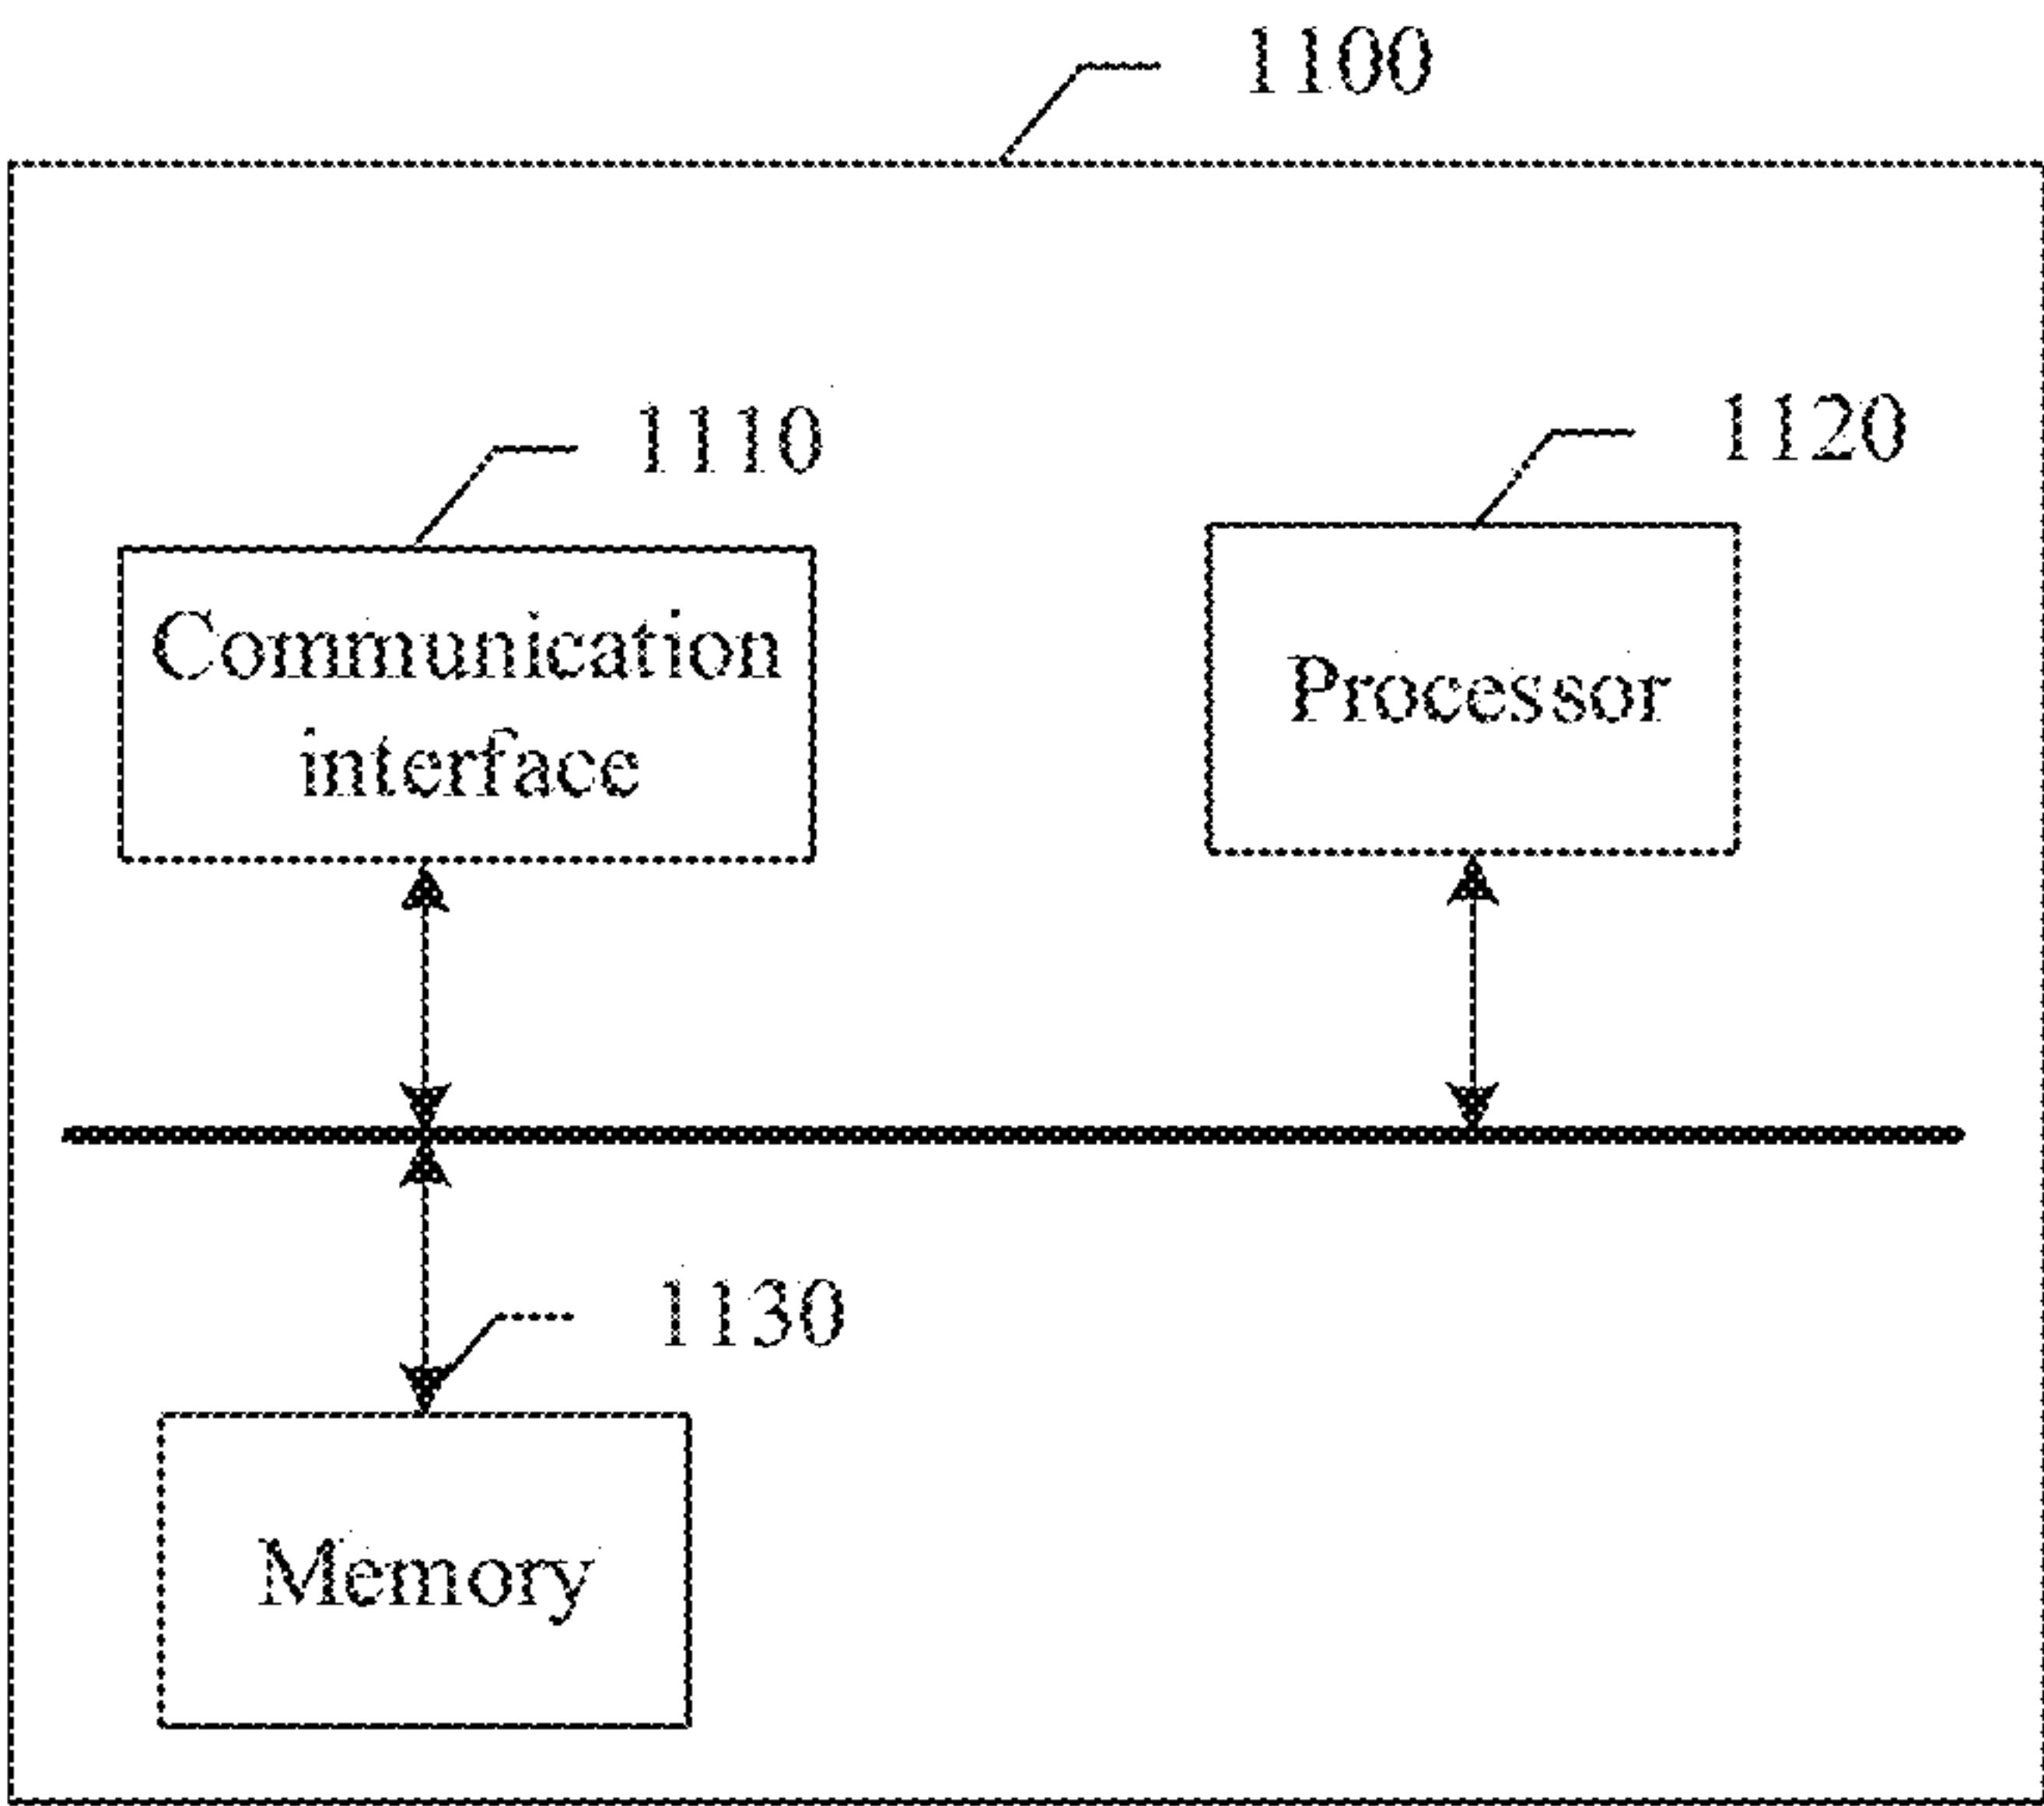 1100
1110
1120
Communication
interface
Processor
1130
Memory